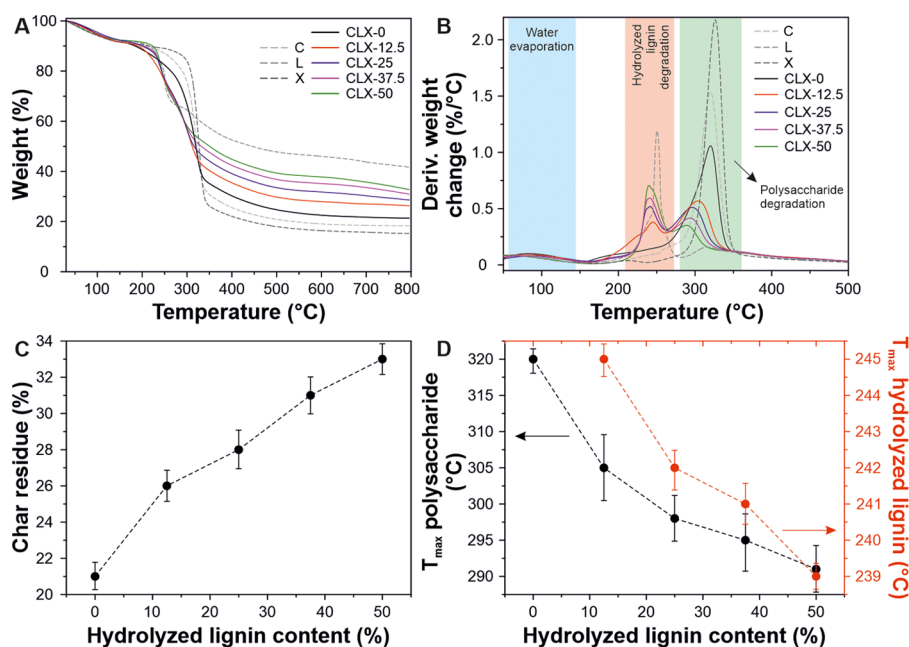 A
Weight (%)
100
80
60
40
20
0
100 200 300 400 500 600 700 800
Temperature (°C)
C
L
X
CLX-0
CLX-12.5
CLX-25
CLX-37.5
CLX-50
B
Deriv. weight
change (%/°C)
2.0
1.5
1.0
0.5
0
100 200 300 400 500
Temperature (°C)
Water
evaporation
Hydrolyzed
lignin
degradation
C
L
X
CLX-0
CLX-12.5
CLX-25
CLX-37.5
CLX-50
Polysaccharide
degradation
C
Char residue (%)
34
32
30
28
26
24
22
20
0 10 20 30 40 50
Hydrolyzed lignin content (%)
D
Tmax polysaccharide
(°C)
320
315
310
305
300
295
290
0 10 20 30 40 50
Hydrolyzed lignin content (%)
245
244
243
242
241
240
239
Tmax hydrolyzed
lignin (°C)